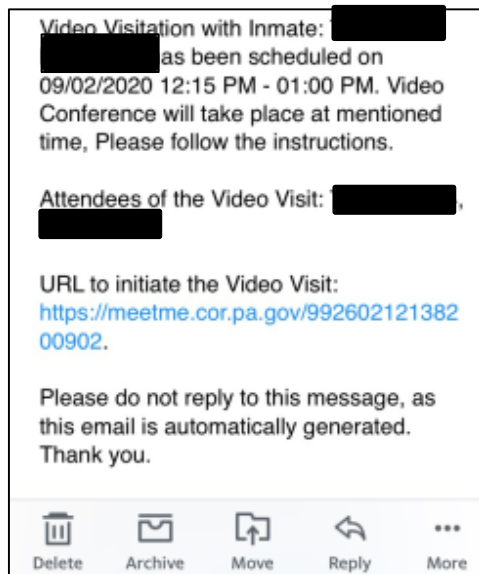 Video Visitation with Inmate:
as been scheduled on
09/02/2020 12:15 PM - 01:00 PM. Video
Conference will take place at mentioned
time, Please follow the instructions.
Attendees of the Video Visit:
URL to initiate the Video Visit:
https://meetme.cor.pa.gov/992602121382
00902.
Please do not reply to this message, as
this email is automatically generated.
Thank you.
Delete Archive Move Reply More